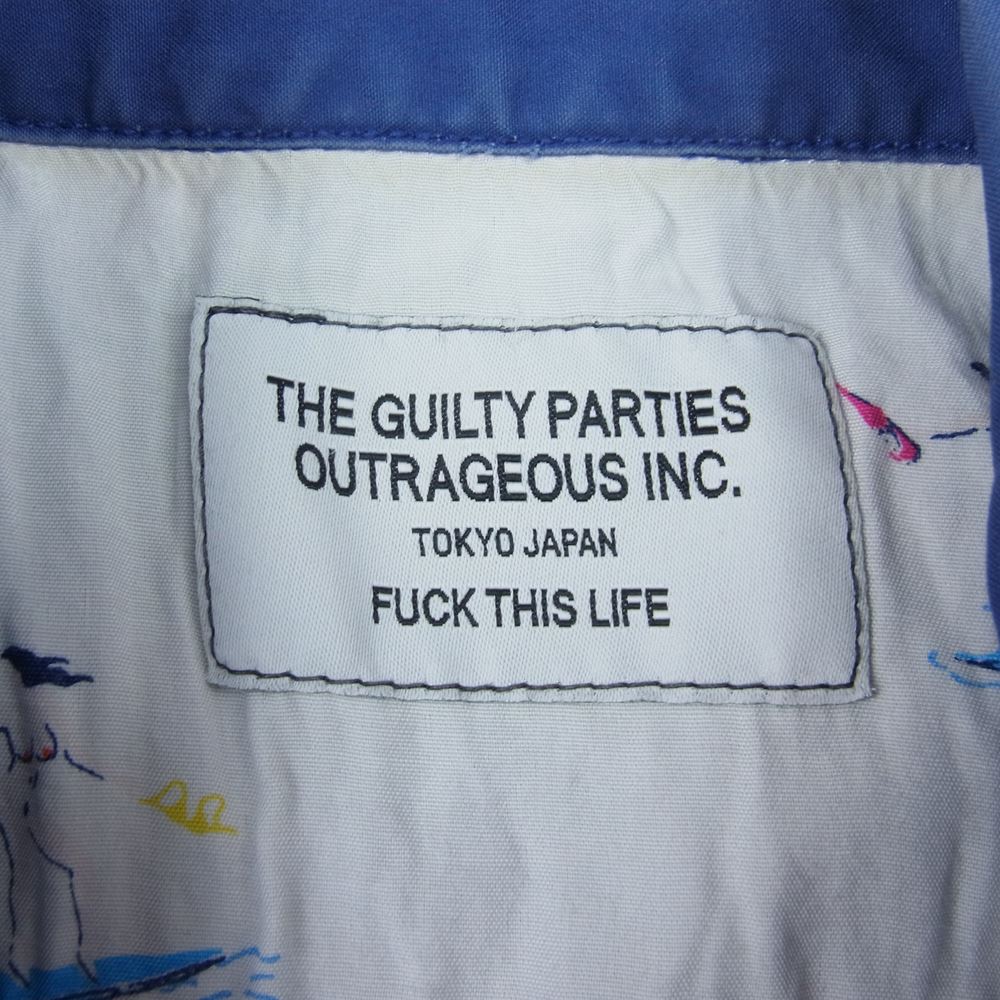 THE GUILTY PARTIES
OUTRAGEOUS INC.
TOKYO JAPAN
FUCK THIS LIFE